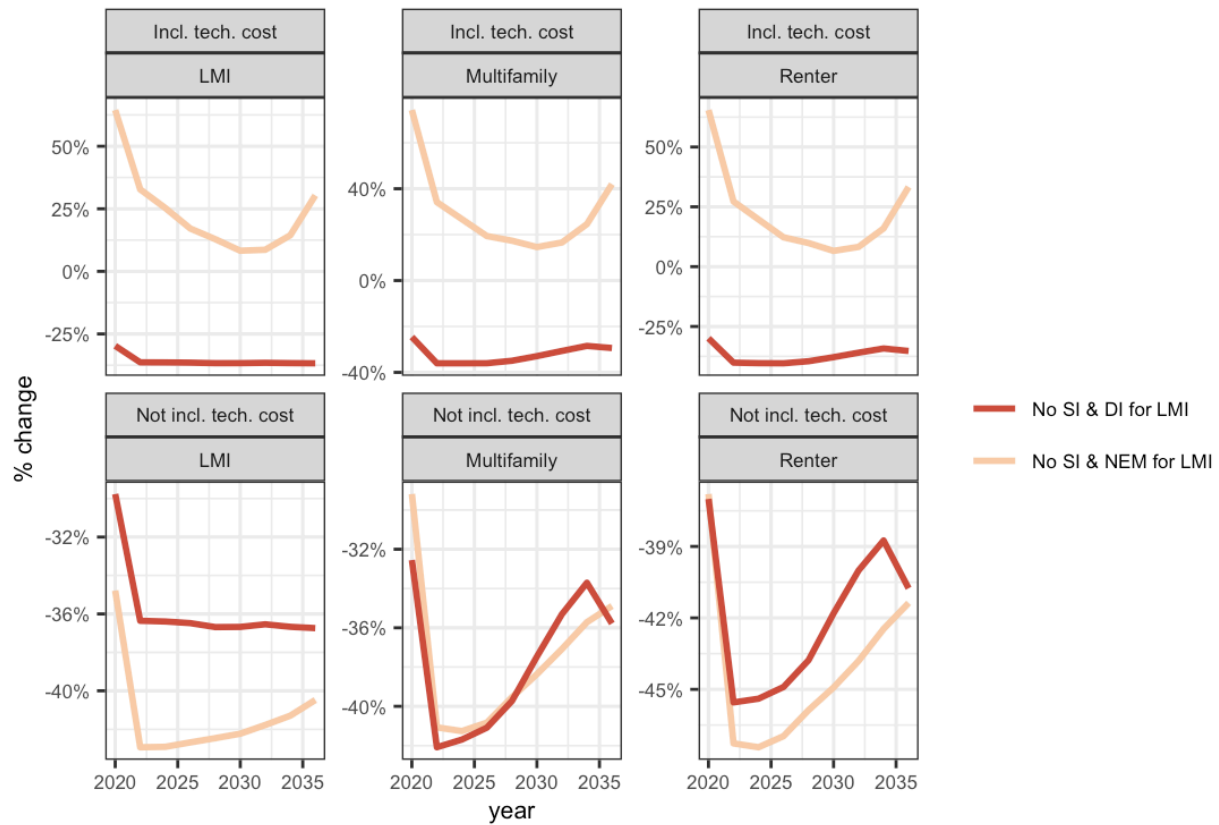 Incl. tech. cost
Incl. tech. cost
Incl. tech. cost
LMI
Multifamily
Renter
50%
25%
0%
-25%
40%
0%
-40%
50%
25%
0%
-25%
% change
Not incl. tech. cost
Not incl. tech. cost
Not incl. tech. cost
LMI
Multifamily
Renter
-32%
-36%
-40%
-32%
-36%
-40%
-39%
-42%
-45%
2020 2025 2030 2035
2020 2025 2030 2035
2020 2025 2030 2035
year
No SI & DI for LMI
No SI & NEM for LMI